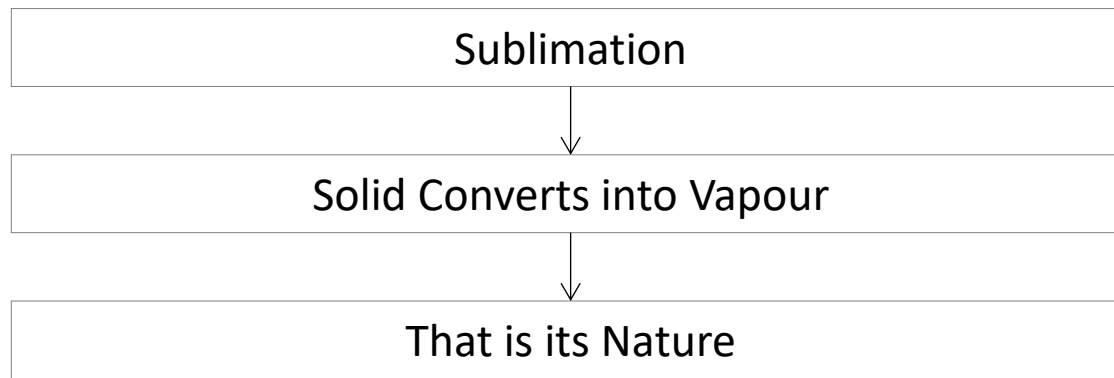 Sublimation
Solid Converts into Vapour
That is its Nature